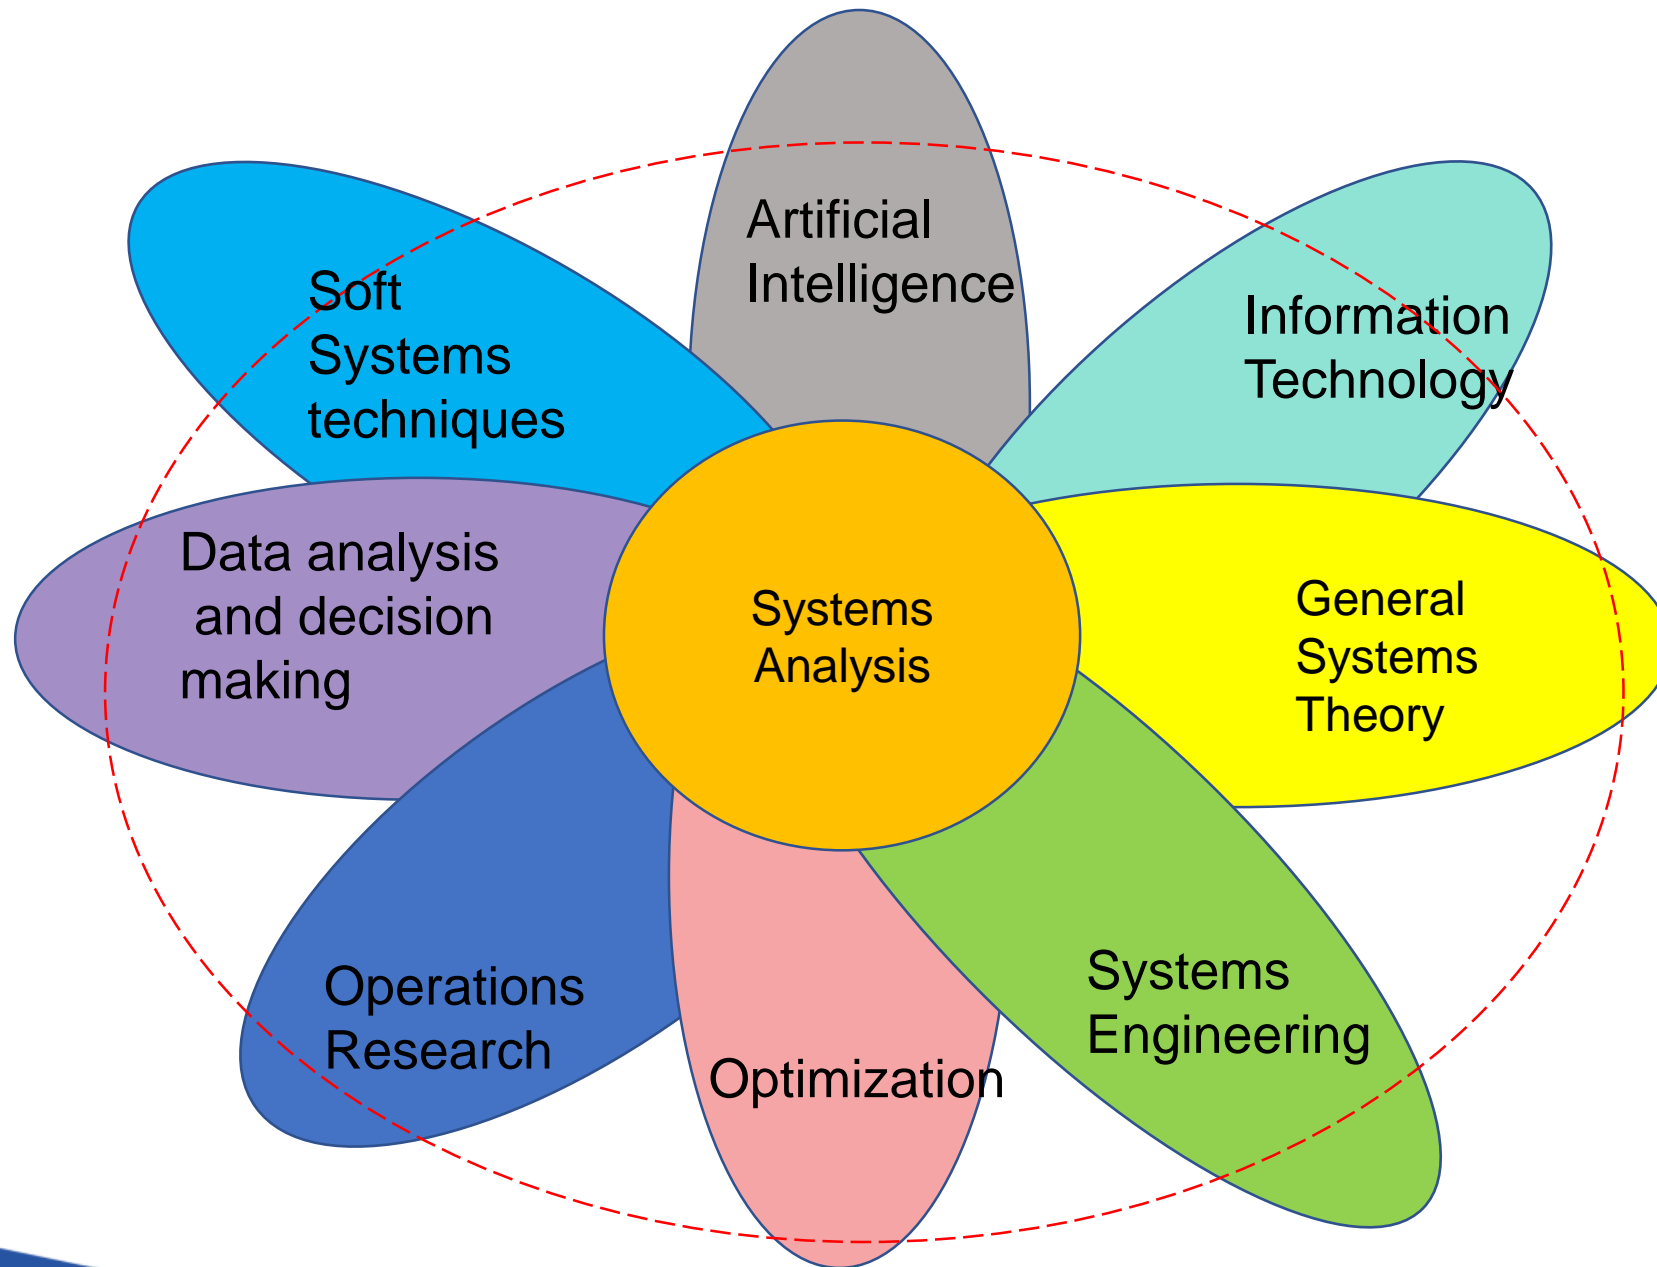 Artificial
Intelligence
Soft
Systems
techniques
Information
Technology
Data analysis
and decision
making
Systems
Analysis
General
Systems
Theory
Operations
Research
Optimization
Systems
Engineering